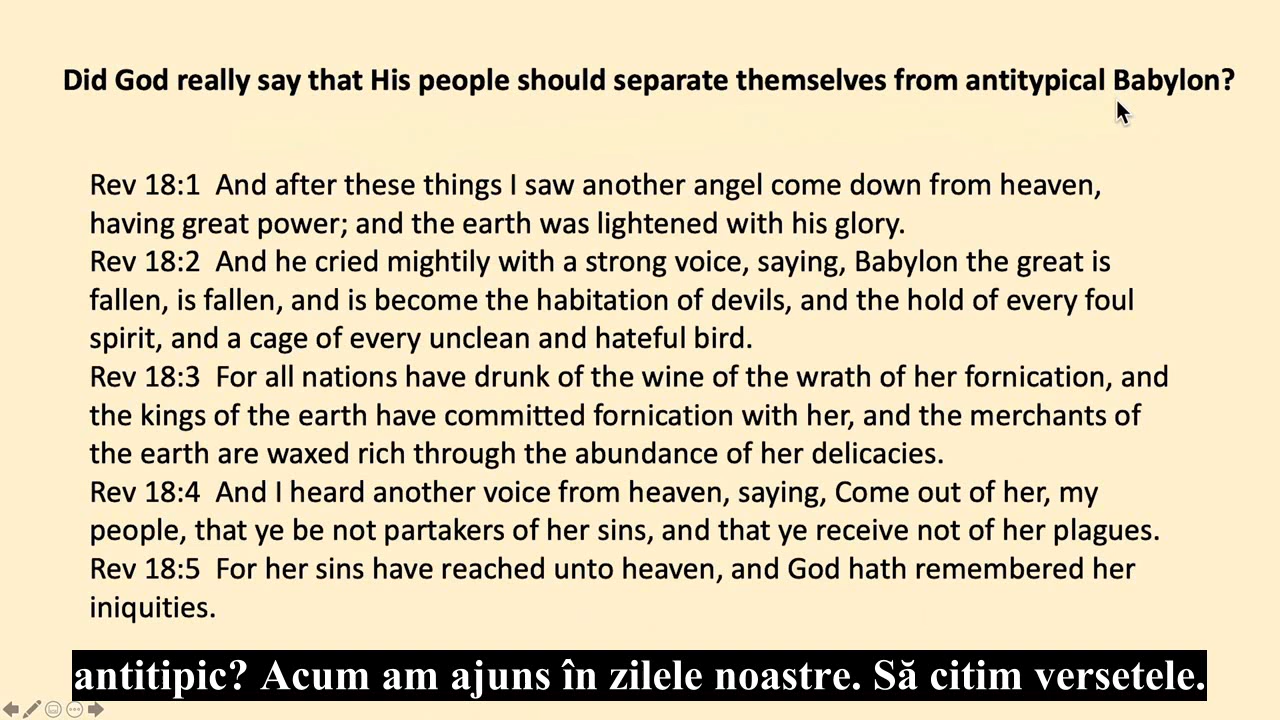 Did God really say that His people should separate themselves from antitypical Babylon?
Rev 18:1  And after these things I saw another angel come down from heaven,
having great power; and the earth was lightened with his glory.
Rev 18:2  And he cried mightily with a strong voice, saying, Babylon the great is
fallen, is fallen, and is become the habitation of devils, and the hold of every foul
spirit, and a cage of every unclean and hateful bird.
Rev 18:3  For all nations have drunk of the wine of the wrath of her fornication, and
the kings of the earth have committed fornication with her, and the merchants of
the earth are waxed rich through the abundance of her delicacies.
Rev 18:4  And I heard another voice from heaven, saying, Come out of her, my
people, that ye be not partakers of her sins, and that ye receive not of her plagues.
Rev 18:5  For her sins have reached unto heaven, and God hath remembered her
iniquities.
antitipic? Acum am ajuns în zilele noastre. Să citim versetele.